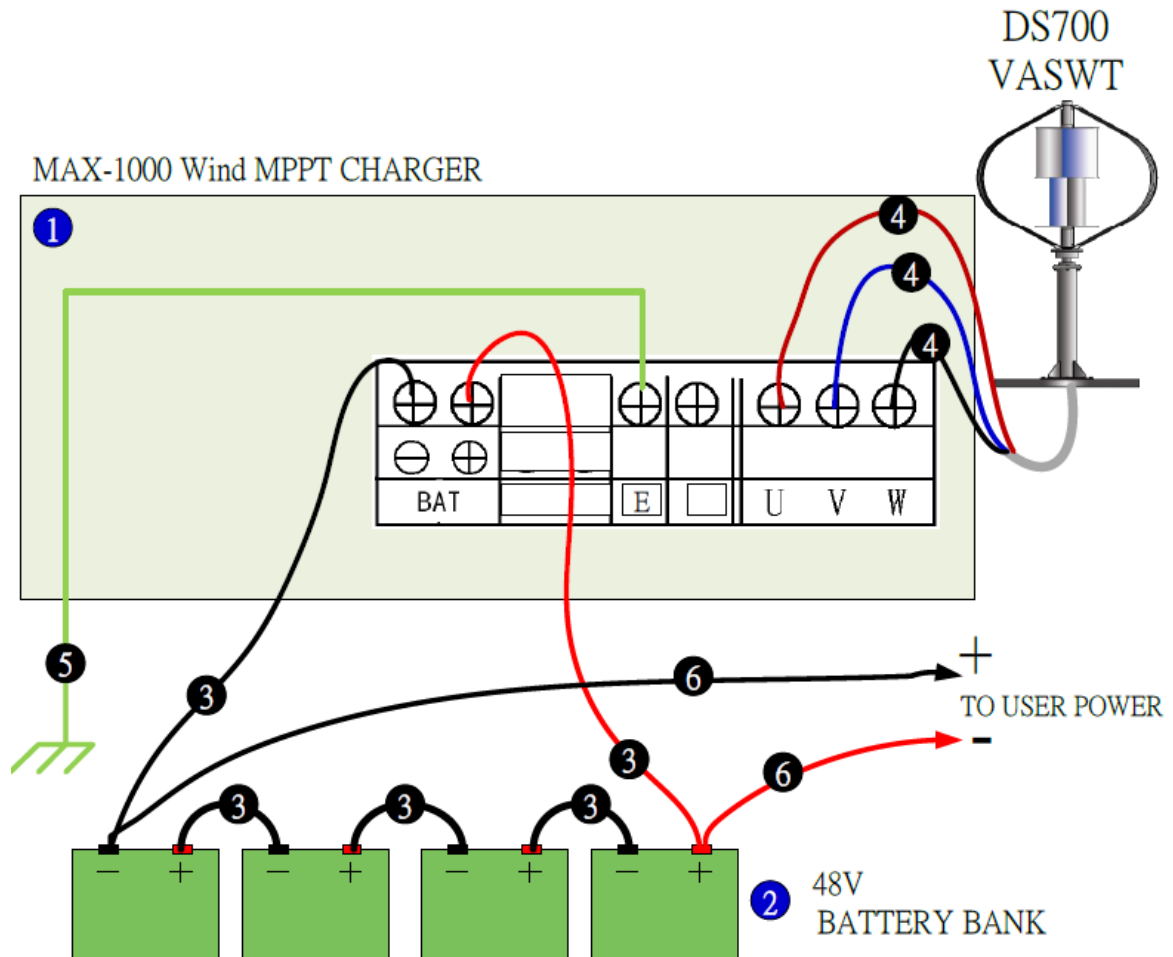 DS700
VASWT
MAX-1000 Wind MPPT CHARGER
1
4
4
4
BAT
E
U V W
5
3
6
+
TO USER POWER
-
3
6
3
3
3
− +
− +
− +
− +
2
48V
BATTERY BANK